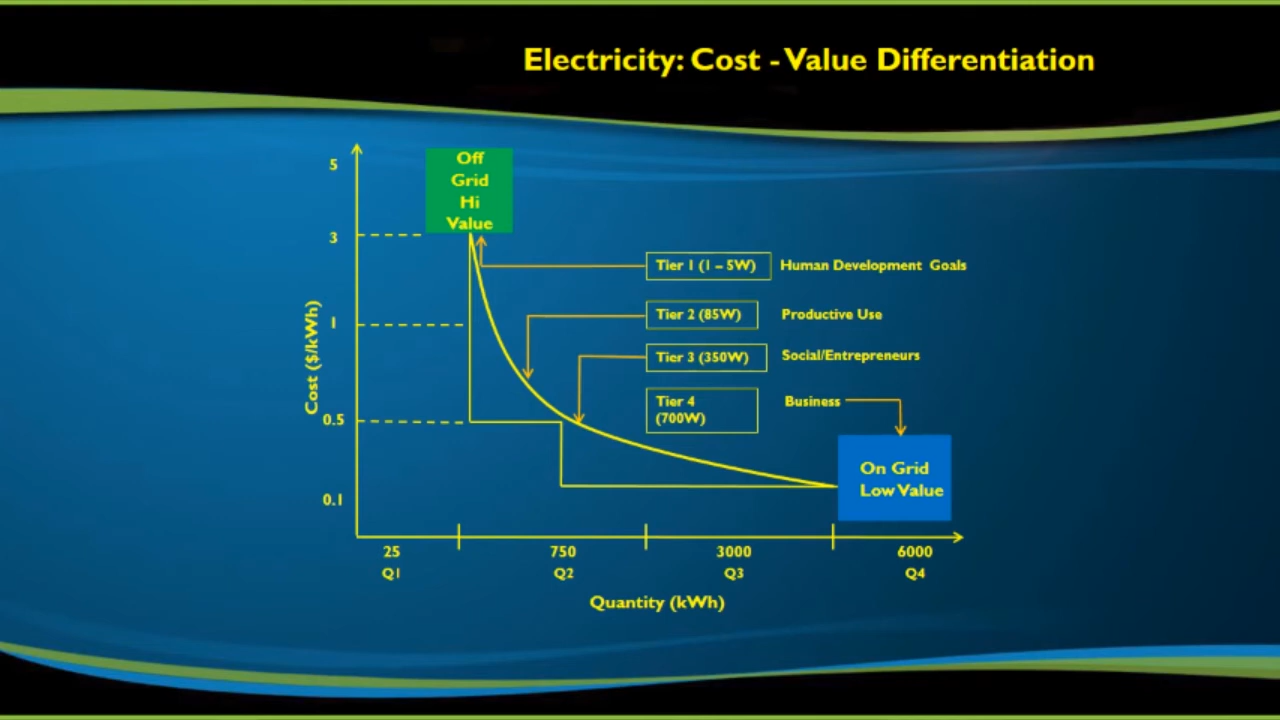 Electricity: Cost - Value Differentiation
5
3
1
0.5
0.1
Cost ($/kWh)
Off
Grid
Hi
Value
Tier 1 (1 – 5W) Human Development Goals
Tier 2 (85W) Productive Use
Tier 3 (350W) Social/Entrepreneurs
Tier 4
(700W)
Business
On Grid
Low Value
25 750 3000 6000
Q1 Q2 Q3 Q4
Quantity (kWh)